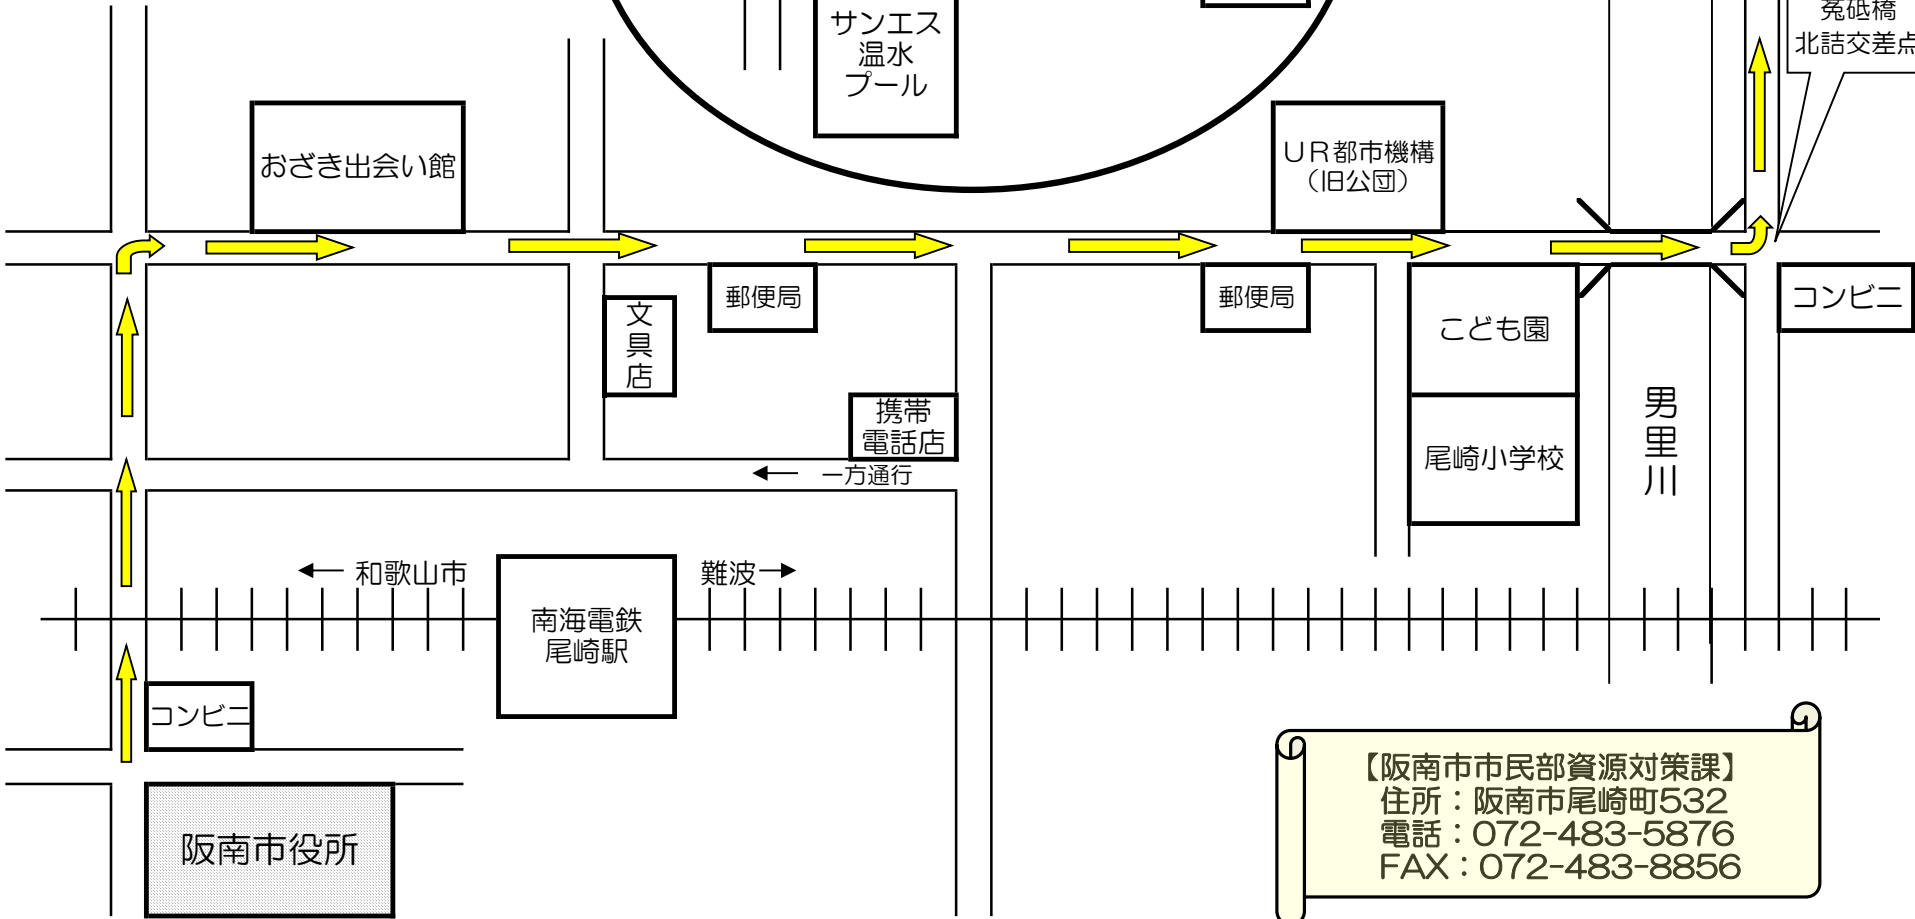 サンエス
温水
プール
菟砥橋
北詰交差点
おざき出会い館
UR都市機構
(旧公団)
郵便局
郵便局
コンビニ
文
具
店
こども園
携帯
電話店
男
里
川
尾崎小学校
一方通行
和歌山市
難波
南海電鉄
尾崎駅
コンビニ
【阪南市市民部資源対策課】
住所:阪南市尾崎町532
電話:072-483-5876
FAX:072-483-8856
阪南市役所